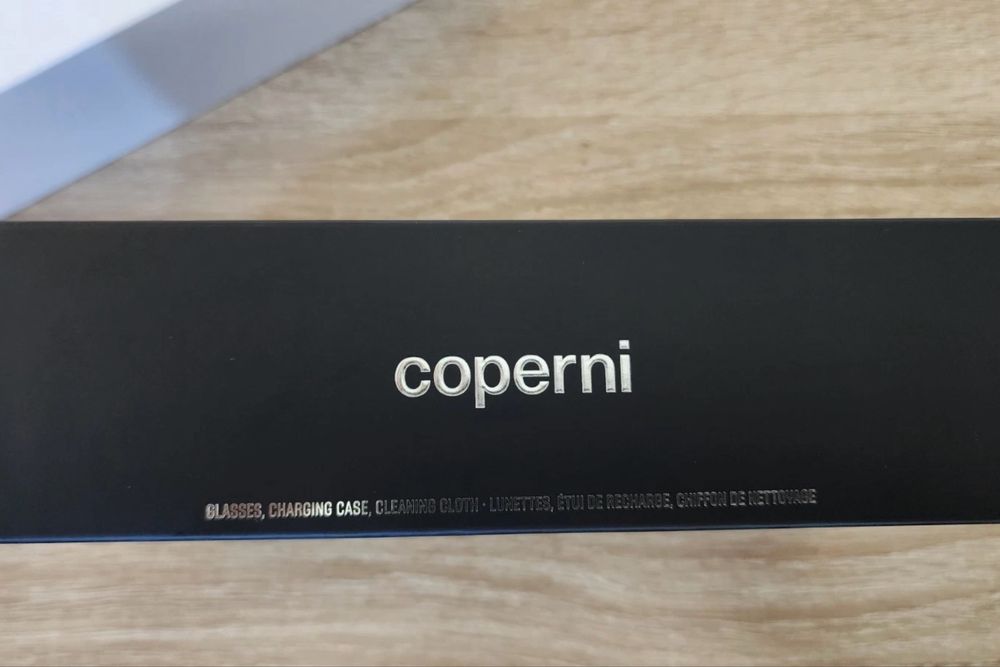 coperni
GLASSES, CHARGING CASE, CLEANING CLOTH · LUNETTES, ÉTUI DE RECHARGE, CHIFFON DE NETTOYAGE